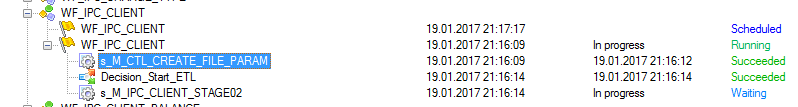 WF_IPC_CLIENT
WF_IPC_CLIENT 19.01.2017 21:17:17 Scheduled
WF_IPC_CLIENT 19.01.2017 21:16:09 In progress Running
s_M_CTL_CREATE_FILE_PARAM 19.01.2017 21:16:09 19.01.2017 21:16:12 Succeeded
Decision_Start_ETL 19.01.2017 21:16:14 19.01.2017 21:16:14 Succeeded
s_M_IPC_CLIENT_STAGE02 19.01.2017 21:16:14 In progress Waiting
WF_IPC_CLIENT_BALANCE